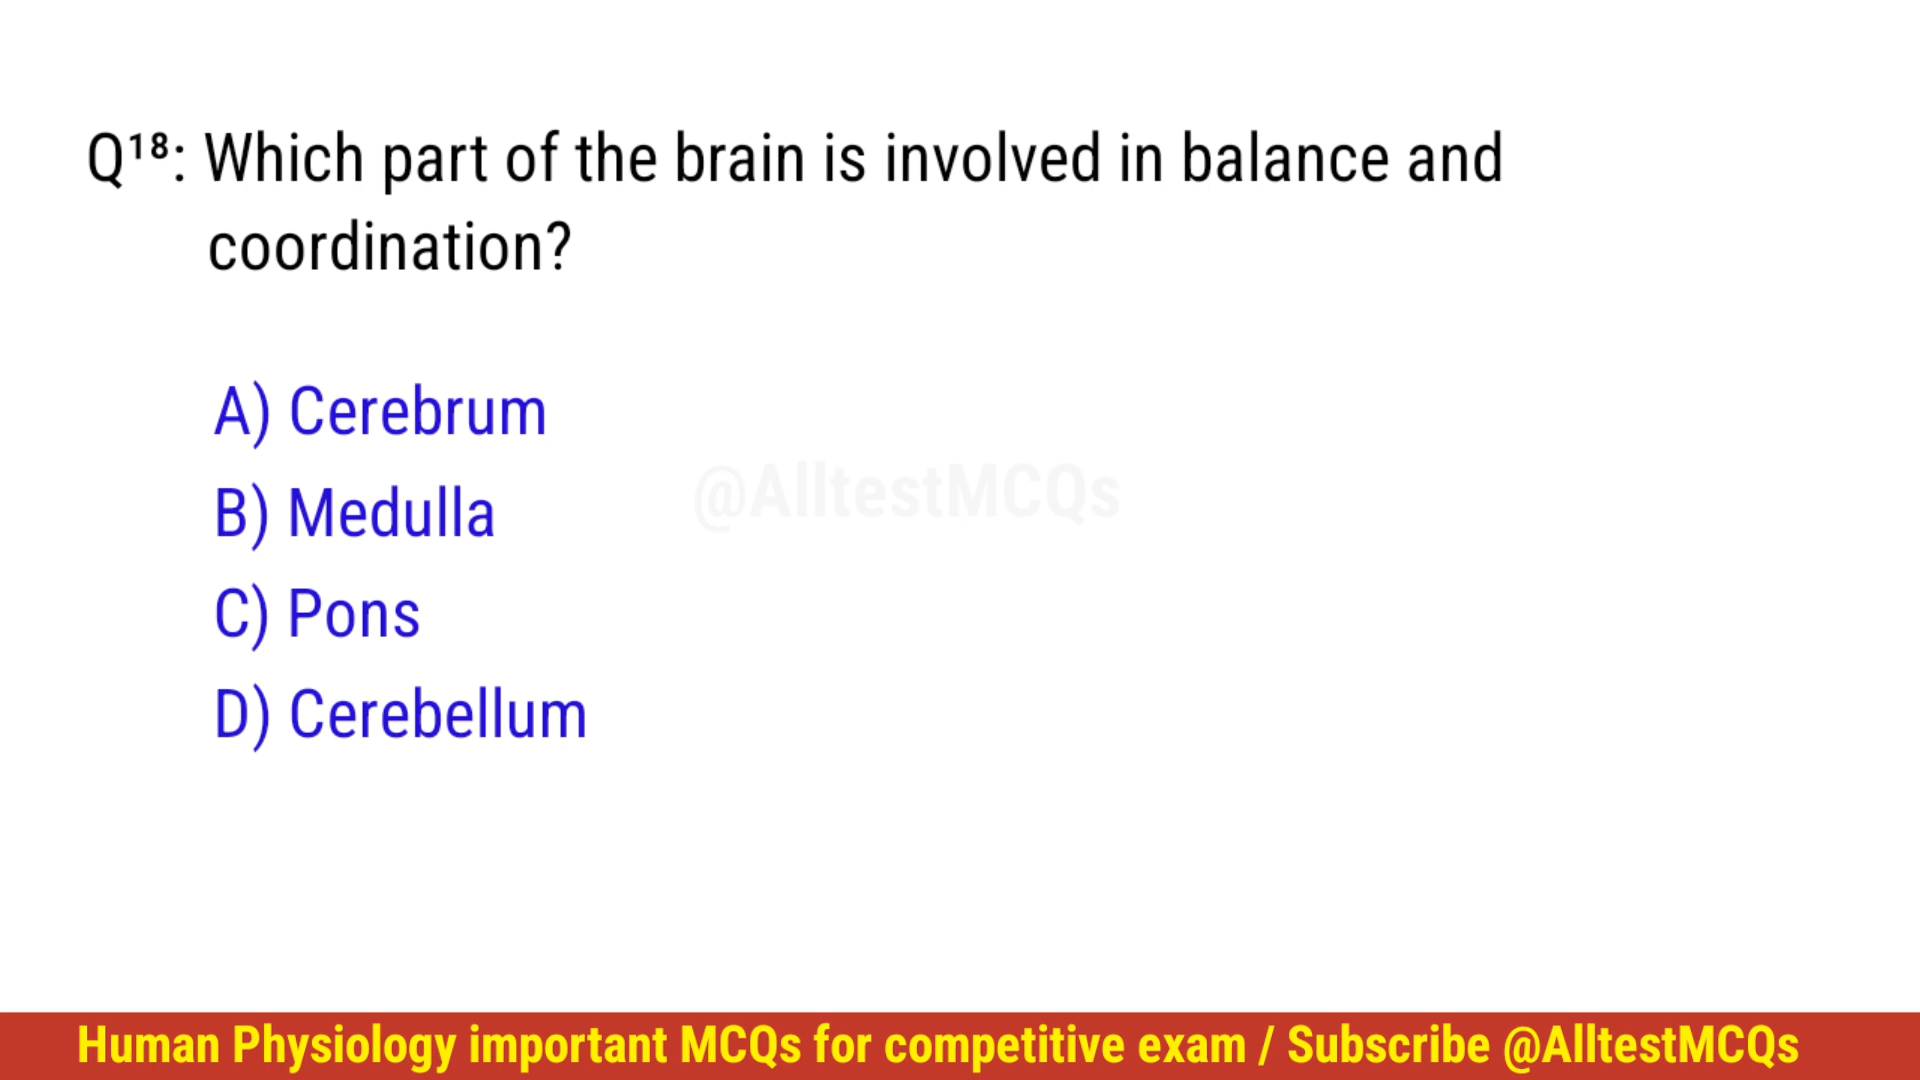 Q¹⁸: Which part of the brain is involved in balance and
coordination?
A) Cerebrum
@AlltestMCQs
B) Medulla
C) Pons
D) Cerebellum
Human Physiology important MCQs for competitive exam / Subscribe @AlltestMCQs